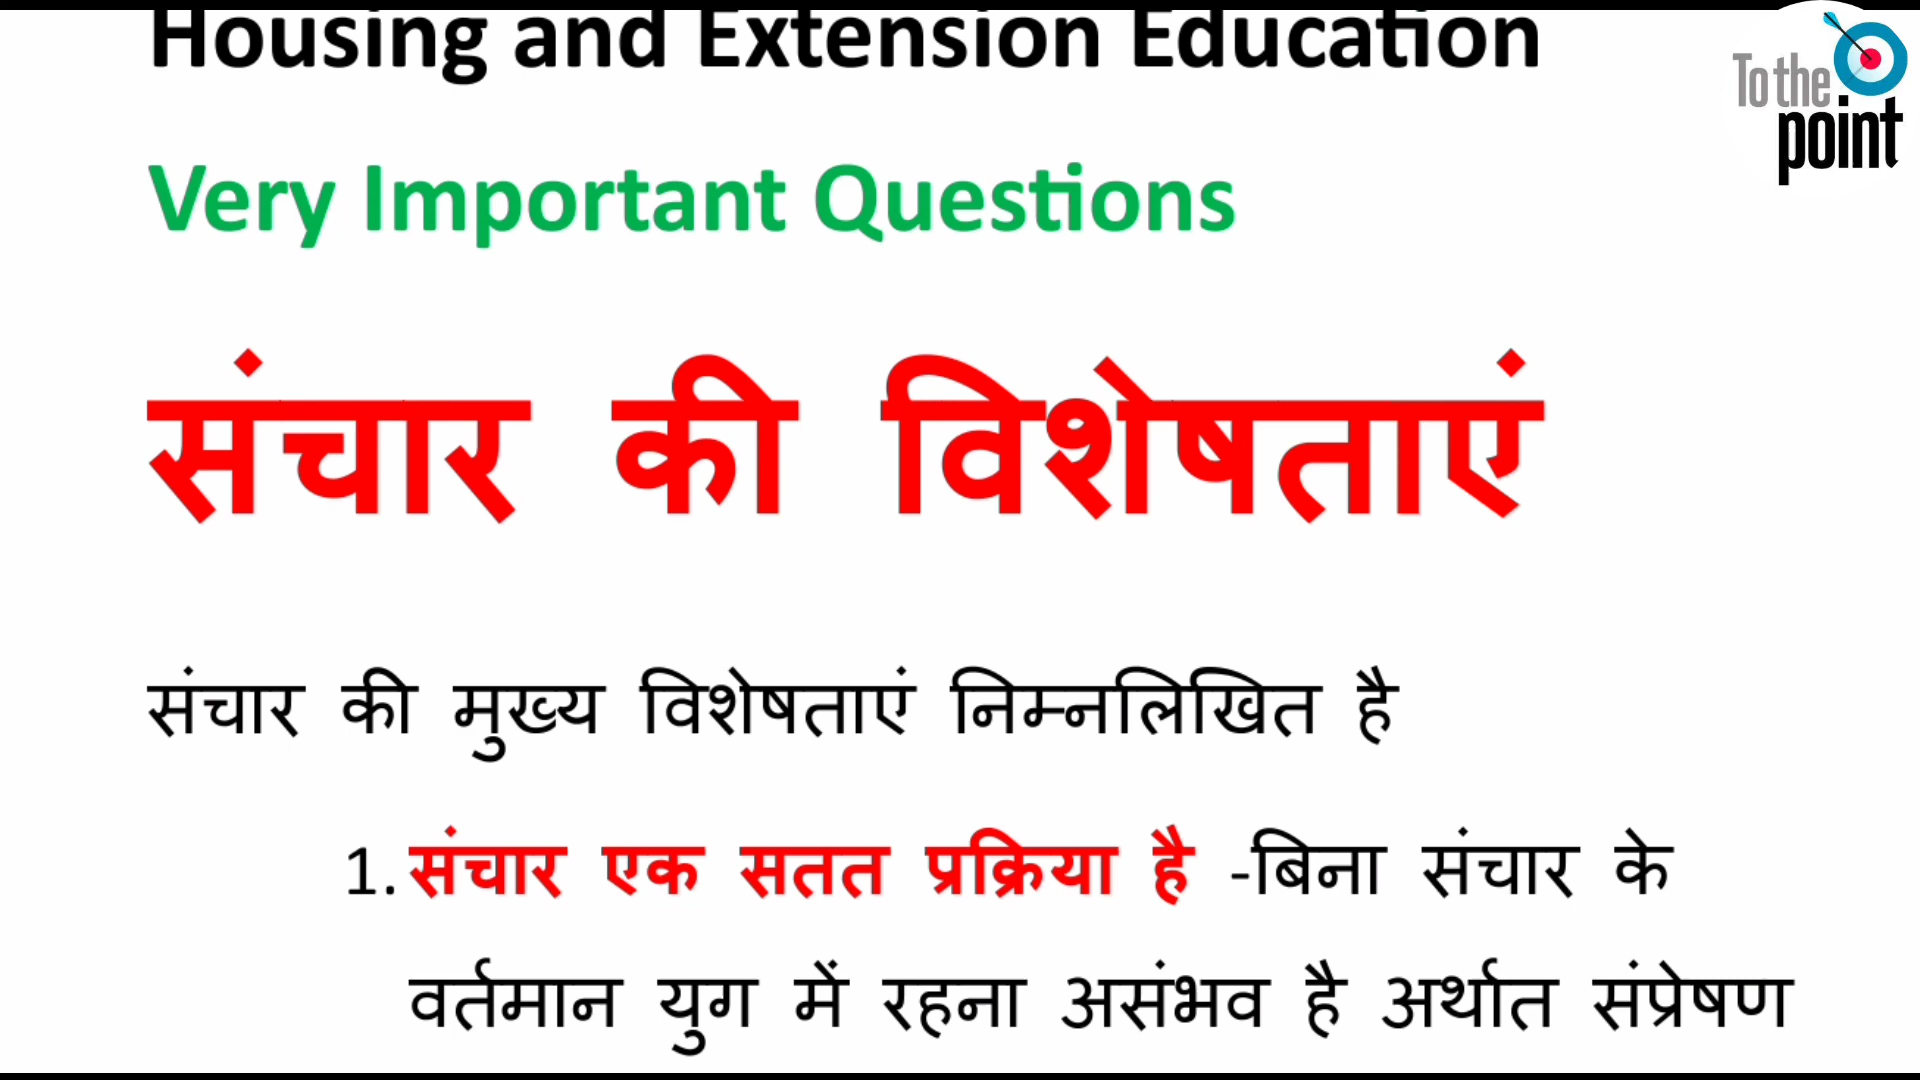 Housing and Extension Education
To the
point
Very Important Questions
संचार की विशेषताएं
संचार की मुख्य विशेषताएं निम्नलिखित है
1. संचार एक सतत प्रक्रिया है -बिना संचार के
वर्तमान युग में रहना असंभव है अर्थात संप्रेषण